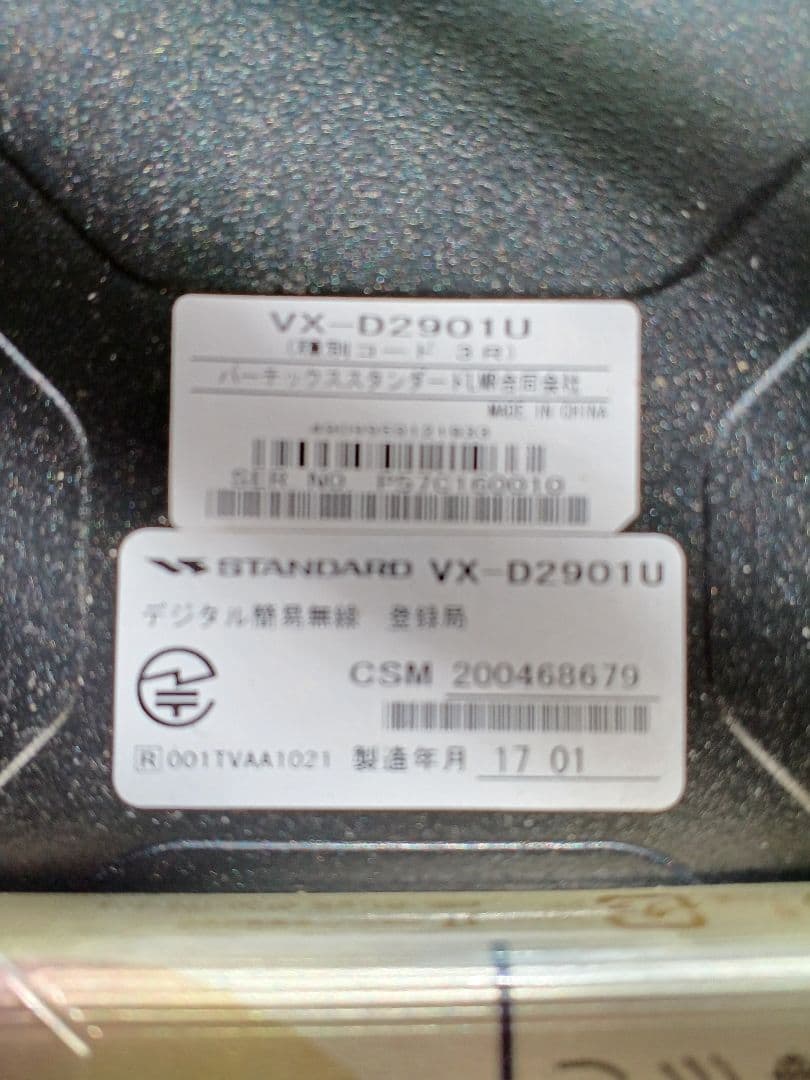 VX-D2901U
(種別コード 3R)
バーテックススタンダードLMR合同会社
MADE IN CHINA
SER NO P57C160010
STANDARD VX-D2901U
デジタル簡易無線 登録局
CSM 200468679
R 001TVAA1021 製造年月 17 01